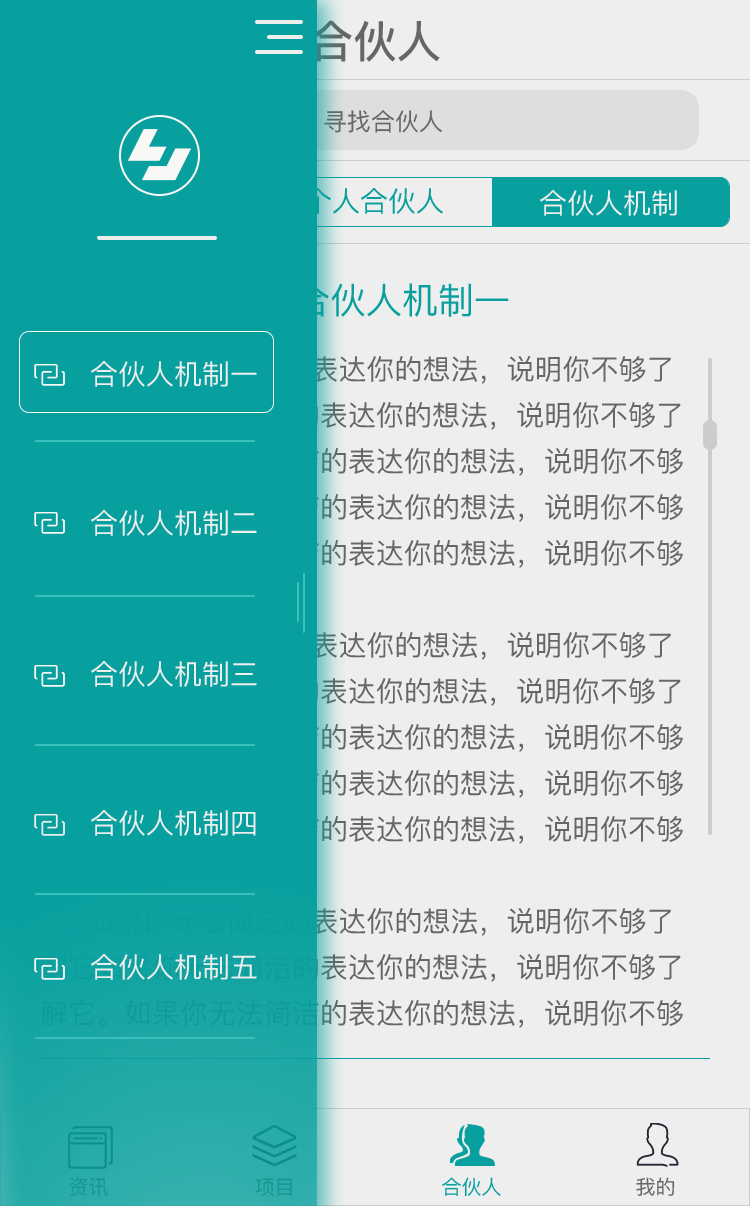 合伙人
寻找合伙人
个人合伙人
合伙人机制
合伙人机制一
合伙人机制一
合伙人机制二
合伙人机制三
合伙人机制四
合伙人机制五
表达你的想法，说明你不够了
的表达你的想法，说明你不够了
的表达你的想法，说明你不够
的表达你的想法，说明你不够
的表达你的想法，说明你不够
表达你的想法，说明你不够了
的表达你的想法，说明你不够了
的表达你的想法，说明你不够
的表达你的想法，说明你不够
的表达你的想法，说明你不够
如果你无法简洁的表达你的想法，说明你不够了
简洁的表达你的想法，说明你不够了
解它。如果你无法简洁的表达你的想法，说明你不够
资讯
项目
合伙人
我的